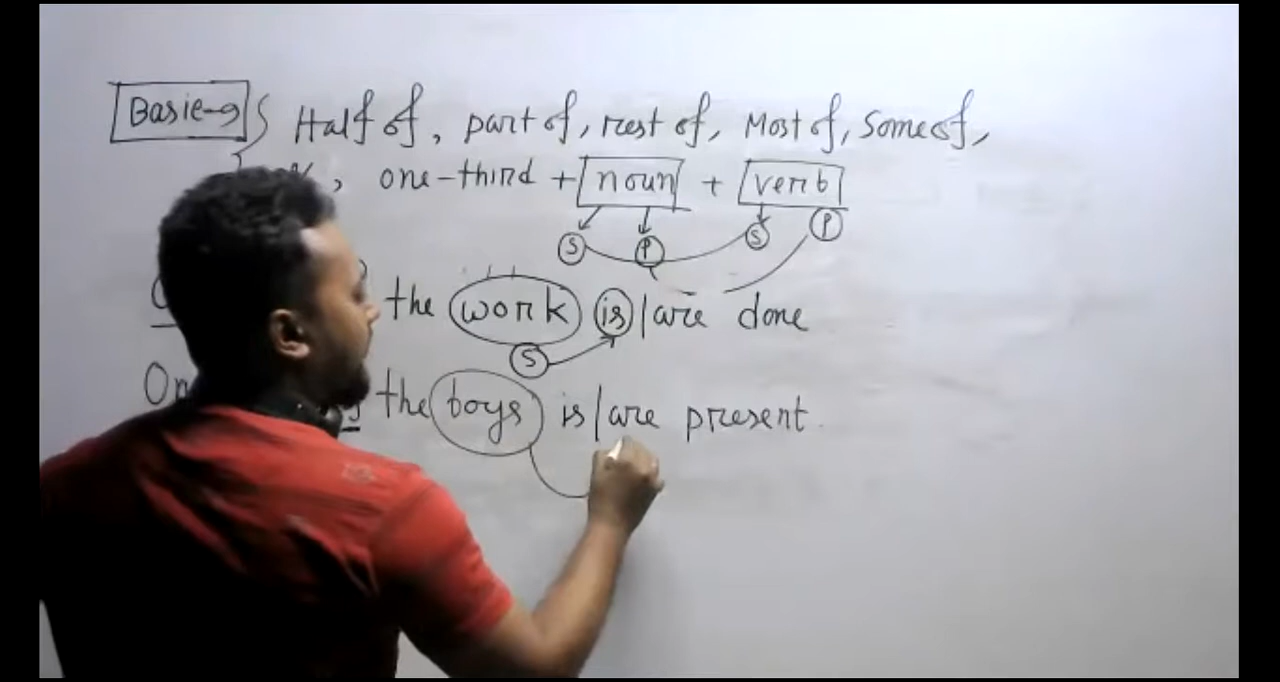 Basic-9 Half of, part of, rest of, Most of, Some of,
%, one-third + noun + verb
S P S P
the work is/are done
S
On the boys is/are present.